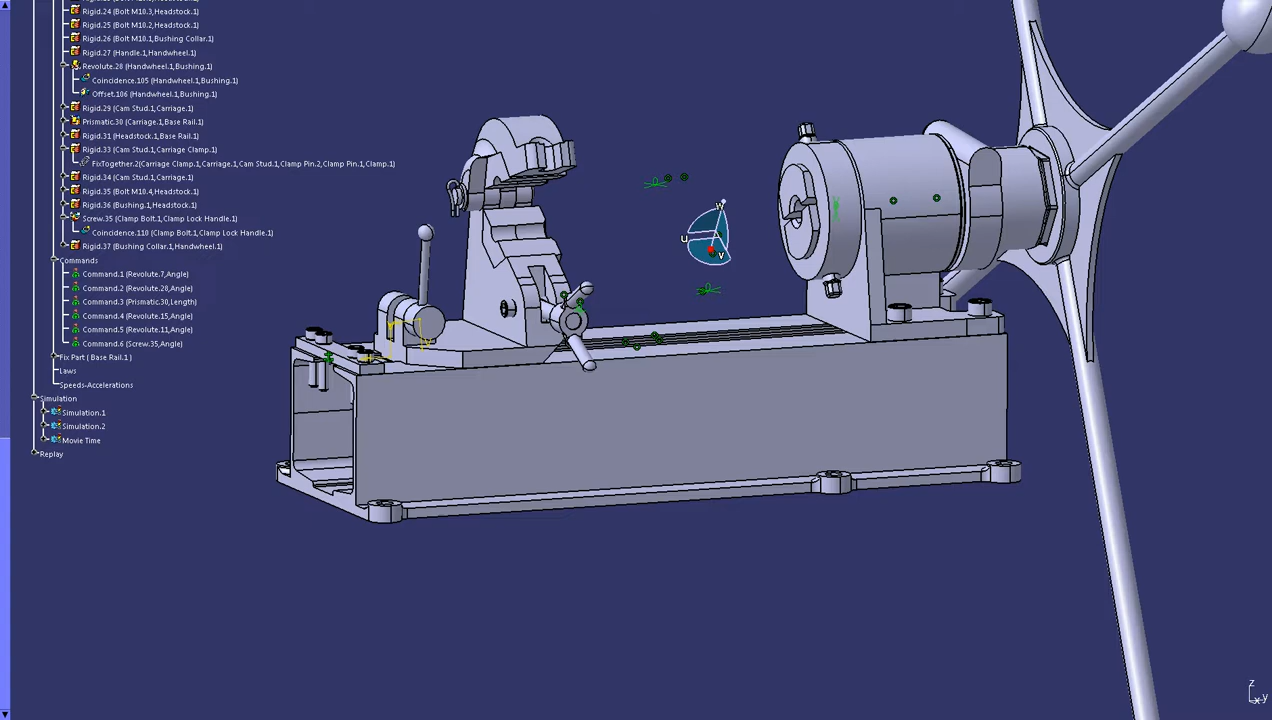 Rigid.24 (Bolt M10.3,Headstock.1)
Rigid.25 (Bolt M10.2,Headstock.1)
Rigid.26 (Bolt M10.1,Bushing Collar.1)
Rigid.27 (Handle.1,Handwheel.1)
Revolute.28 (Handwheel.1,Bushing.1)
Coincidence.105 (Handwheel.1,Bushing.1)
Offset.106 (Handwheel.1,Bushing.1)
Rigid.29 (Cam Stud.1,Carriage.1)
Prismatic.30 (Carriage.1,Base Rail.1)
Rigid.31 (Headstock.1,Base Rail.1)
Rigid.33 (Cam Stud.1,Carriage Clamp.1)
FixTogether.2(Carriage Clamp.1,Carriage.1,Cam Stud.1,Clamp Pin.2,Clamp Pin.1,Clamp.1)
Rigid.34 (Cam Stud.1,Carriage.1)
Rigid.35 (Bolt M10.4,Headstock.1)
Rigid.36 (Bushing.1,Headstock.1)
Screw.35 (Clamp Bolt.1,Clamp Lock Handle.1)
Coincidence.110 (Clamp Bolt.1,Clamp Lock Handle.1)
Rigid.37 (Bushing Collar.1,Handwheel.1)
Commands
Command.1 (Revolute.7,Angle)
Command.2 (Revolute.28,Angle)
Command.3 (Prismatic.30,Length)
Command.4 (Revolute.15,Angle)
Command.5 (Revolute.11,Angle)
Command.6 (Screw.35,Angle)
Fix Part ( Base Rail.1 )
Laws
Speeds-Accelerations
Simulation
Simulation.1
Simulation.2
Movie Time
Replay
w
u
v
z
x y